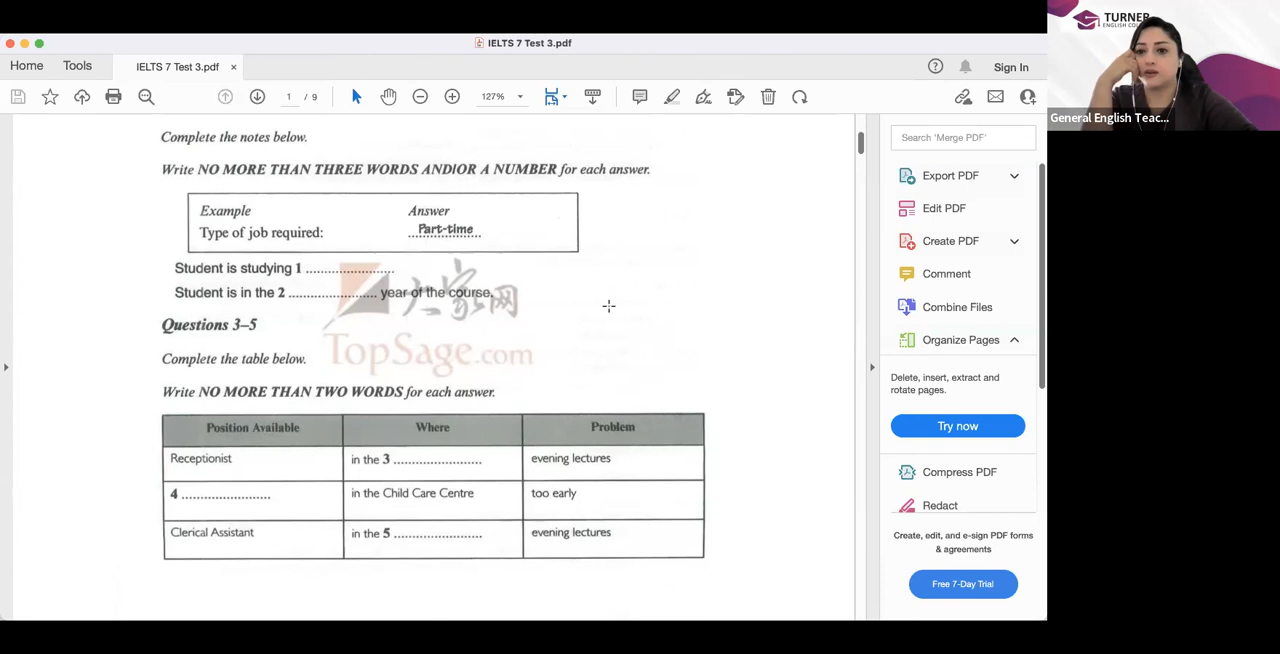 IELTS 7 Test 3.pdf
Home Tools IELTS 7 Test 3.pdf × Sign In
1 / 9 127%
Complete the notes below.
Write NO MORE THAN THREE WORDS AND/OR A NUMBER for each answer.
Example Answer
Type of job required: Part-time
Student is studying 1 ........................
Student is in the 2 ........................ year of the course.
大家网
TopSage.com
Questions 3–5
Complete the table below.
Write NO MORE THAN TWO WORDS for each answer.
Position Available Where Problem
Receptionist in the 3 ........................ evening lectures
4 ........................ in the Child Care Centre too early
Clerical Assistant in the 5 ........................ evening lectures
Search 'Merge PDF'
Export PDF
Edit PDF
Create PDF
Comment
Combine Files
Organize Pages
Delete, insert, extract and
rotate pages.
Try now
Compress PDF
Redact
Create, edit, and e-sign PDF forms
& agreements
Free 7-Day Trial
TURNER
General English Teac...